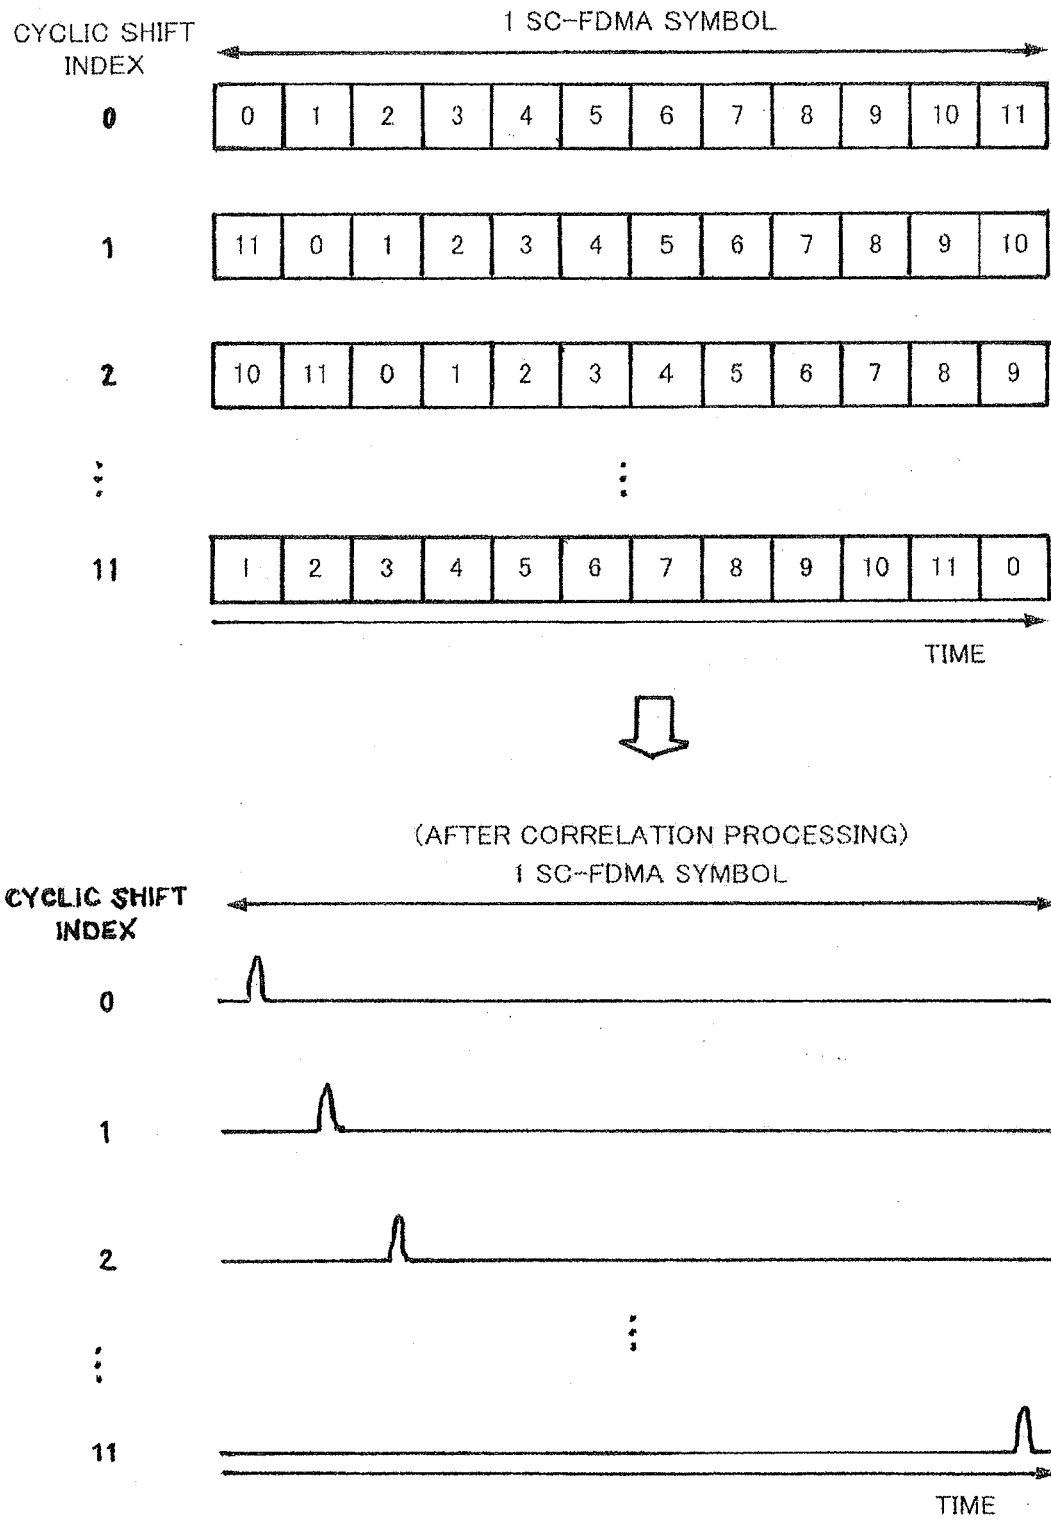 CYCLIC SHIFT
INDEX
1 SC-FDMA SYMBOL
0 0 1 2 3 4 5 6 7 8 9 10 11
1 11 0 1 2 3 4 5 6 7 8 9 10
2 10 11 0 1 2 3 4 5 6 7 8 9
11 1 2 3 4 5 6 7 8 9 10 11 0
TIME
(AFTER CORRELATION PROCESSING)
1 SC-FDMA SYMBOL
CYCLIC SHIFT
INDEX
0
1
2
11
TIME